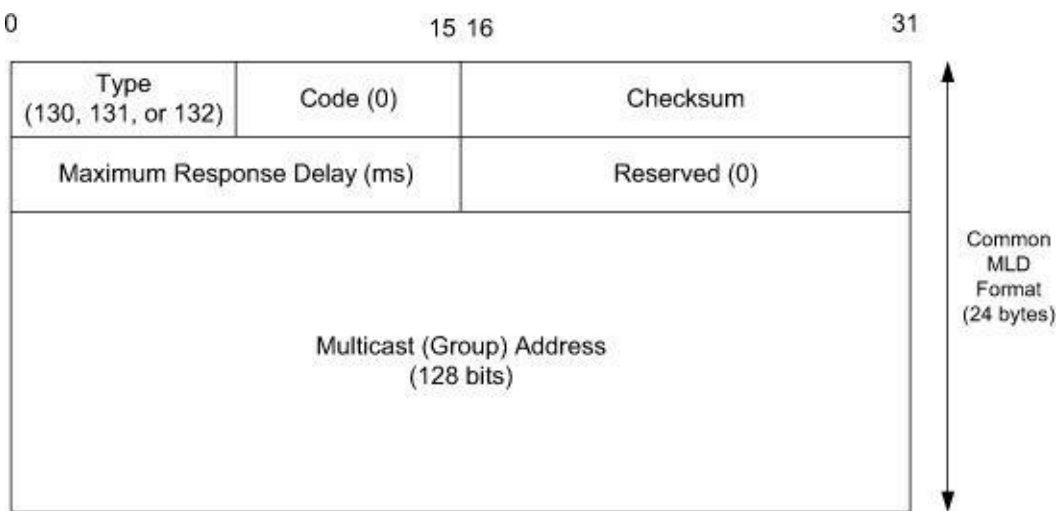 0 15 16 31
Type
(130, 131, or 132)
Code (0)
Checksum
Maximum Response Delay (ms)
Reserved (0)
Common
MLD
Format
(24 bytes)
Multicast (Group) Address
(128 bits)